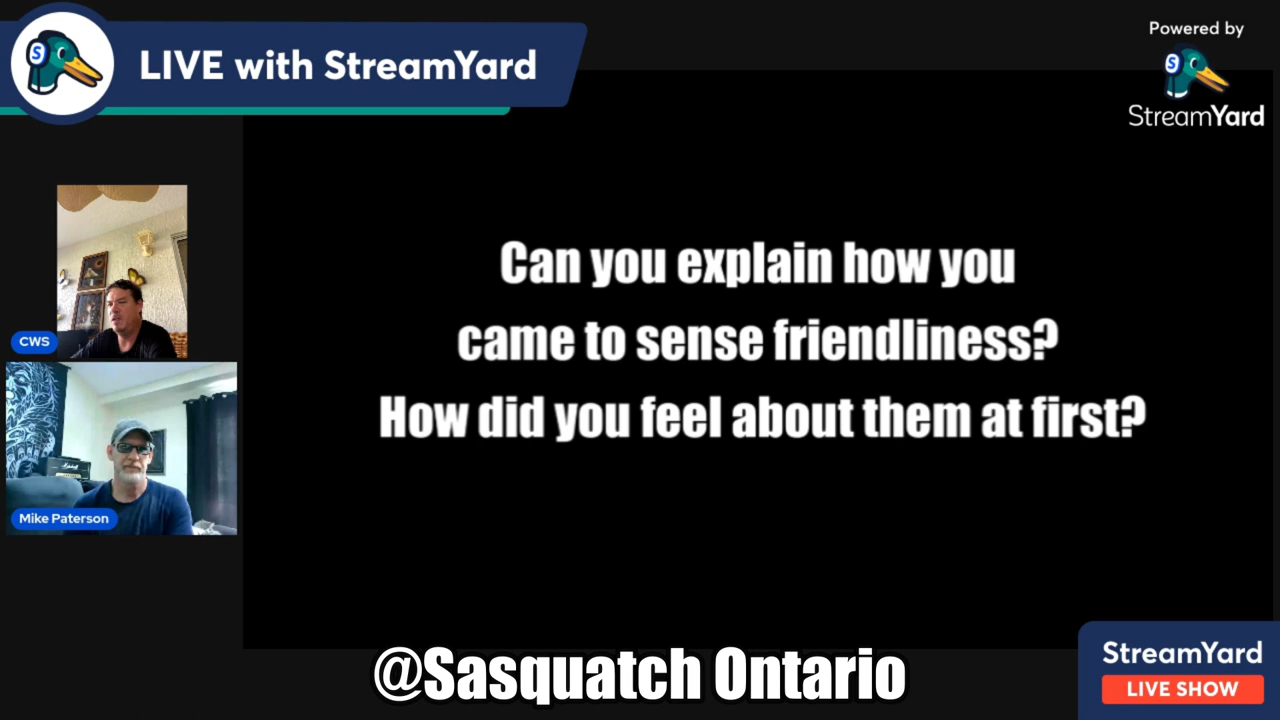 S
LIVE with StreamYard
Powered by
S
StreamYard
Can you explain how you
came to sense friendliness?
How did you feel about them at first?
CWS
Marshall
Mike Paterson
@Sasquatch Ontario
StreamYard
LIVE SHOW